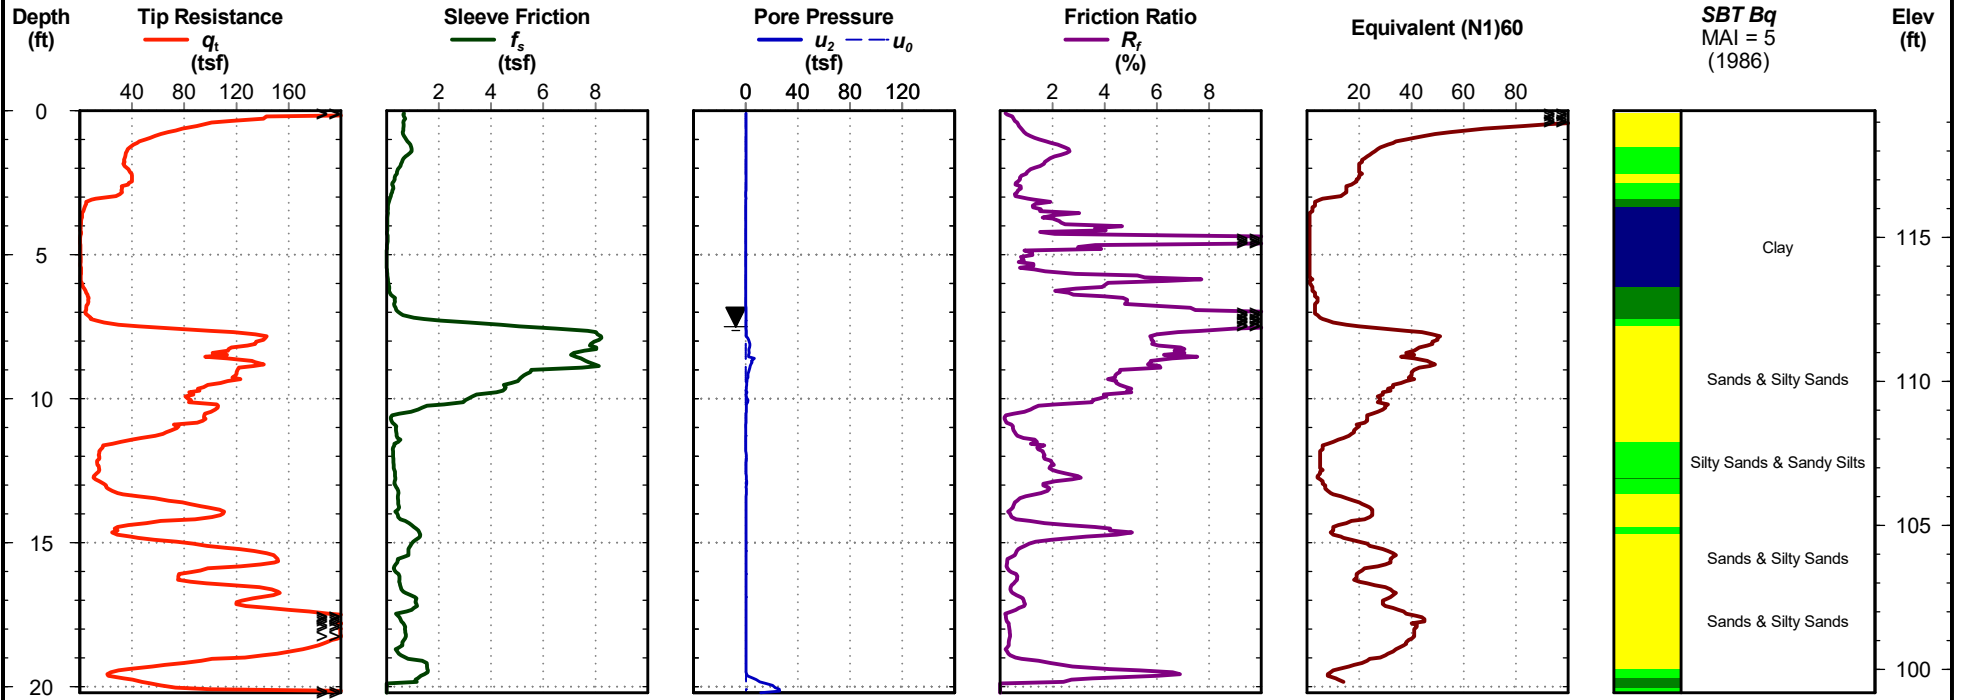 Depth
(ft)
Tip Resistance
qt
(tsf)
Sleeve Friction
fs
(tsf)
Pore Pressure
u2 u0
(tsf)
Friction Ratio
Rf
(%)
Equivalent (N1)60
SBT Bq
MAI = 5
(1986)
Elev
(ft)
40 80 120 160
2 4 6 8
0 40 80 120
2 4 6 8
20 40 60 80
0
5
10
15
20
Clay
Sands & Silty Sands
Silty Sands & Sandy Silts
Sands & Silty Sands
Sands & Silty Sands
115
110
105
100